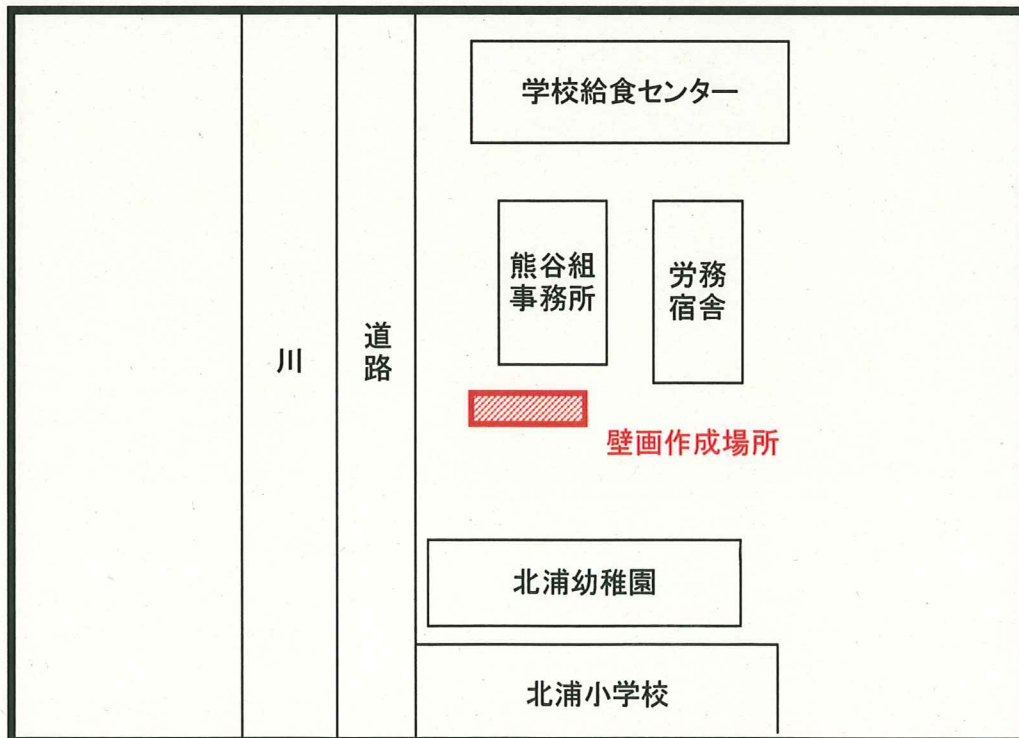 学校給食センター
熊谷組
事務所
労務
宿舎
川
道路
壁画作成場所
北浦幼稚園
北浦小学校